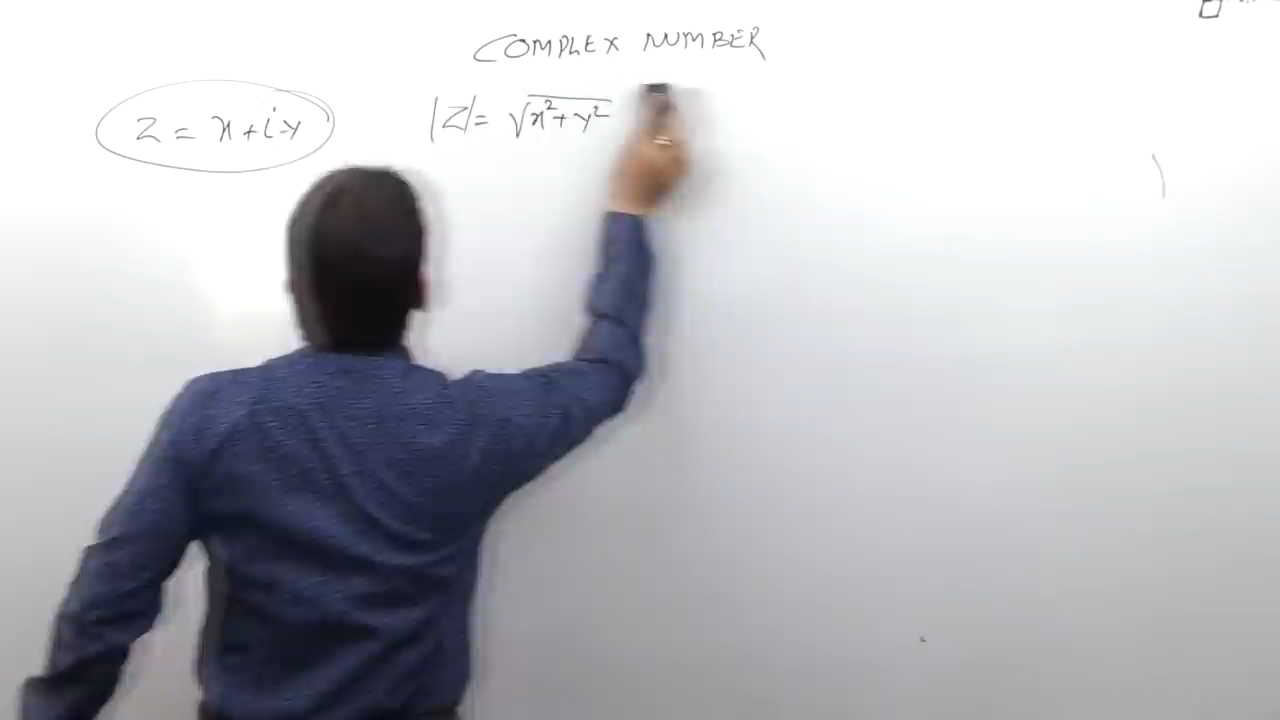 COMPLEX NUMBER
Z = x+iy |Z| = √x²+y²